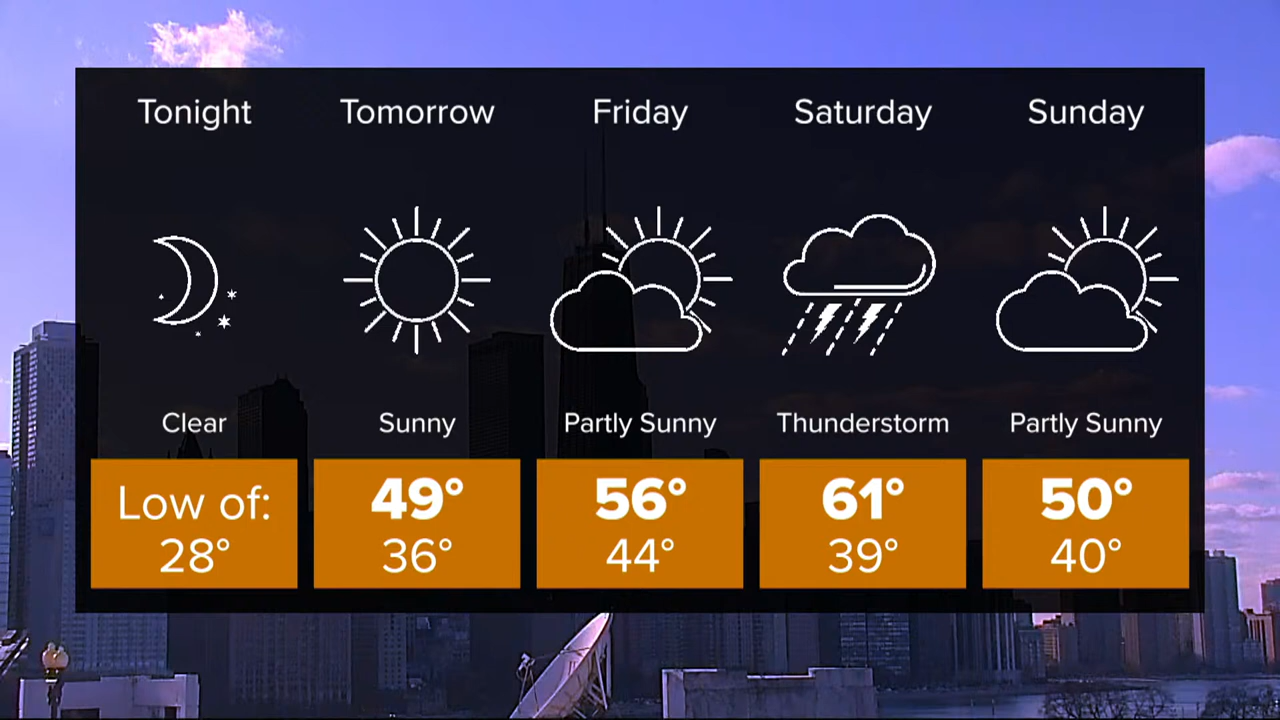 Tonight
Clear
Low of:
28°
Tomorrow
Sunny
49°
36°
Friday
Partly Sunny
56°
44°
Saturday
Thunderstorm
61°
39°
Sunday
Partly Sunny
50°
40°